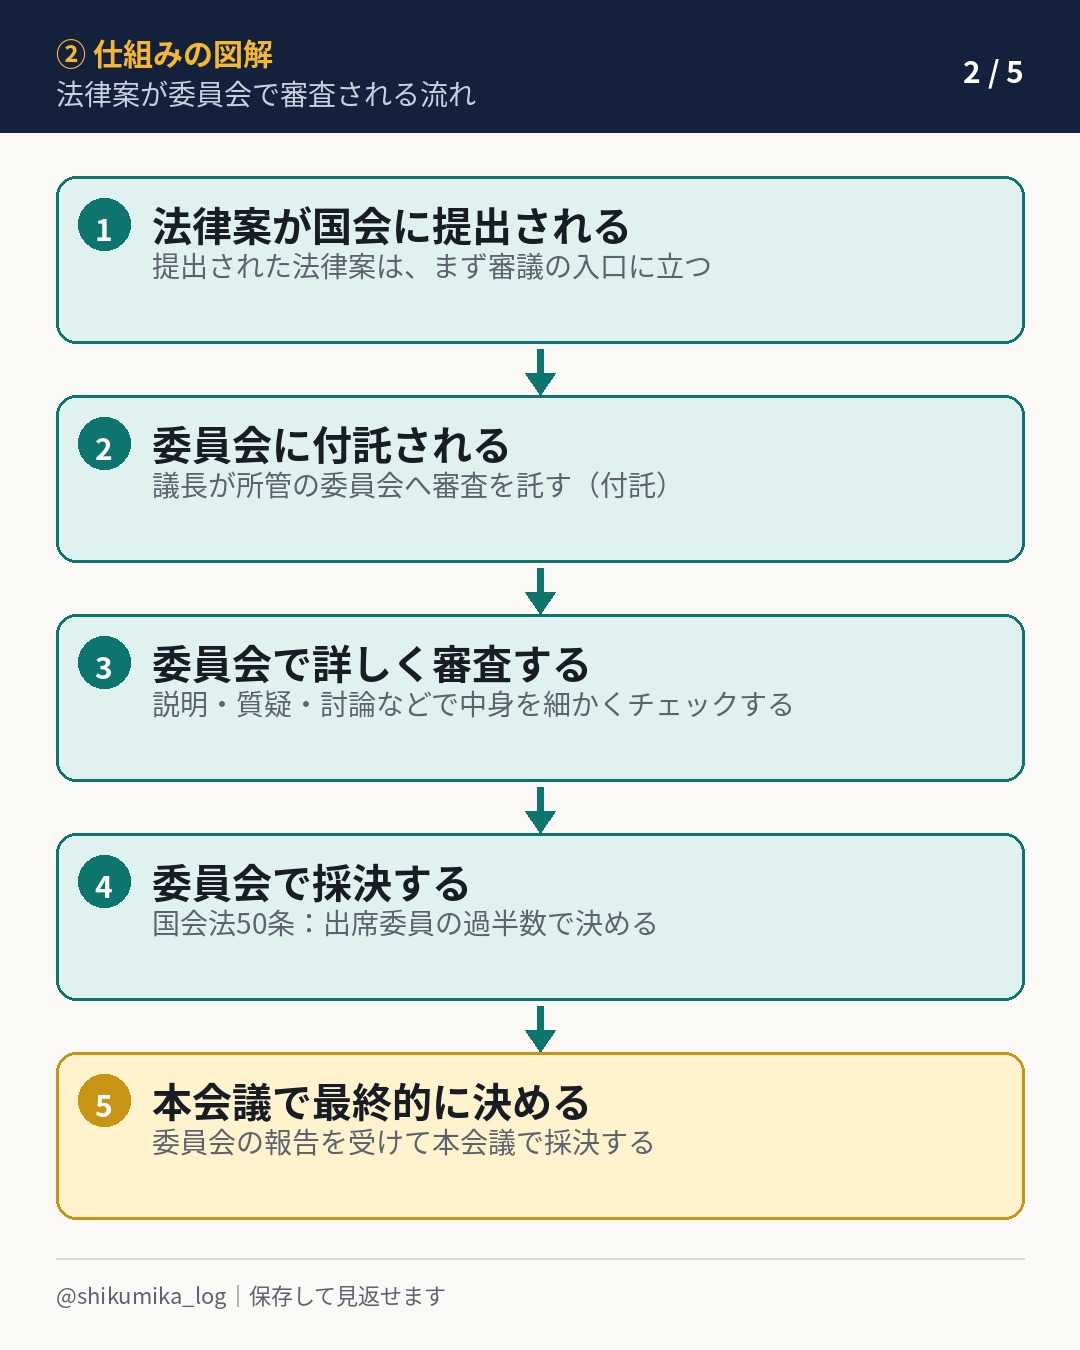 ② 仕組みの図解
法律案が委員会で審査される流れ
2 / 5
1
法律案が国会に提出される
提出された法律案は、まず審議の入口に立つ
2
委員会に付託される
議長が所管の委員会へ審査を託す（付託）
3
委員会で詳しく審査する
説明・質疑・討論などで中身を細かくチェックする
4
委員会で採決する
国会法50条：出席委員の過半数で決める
5
本会議で最終的に決める
委員会の報告を受けて本会議で採決する
@shikumika_log｜保存して見返せます